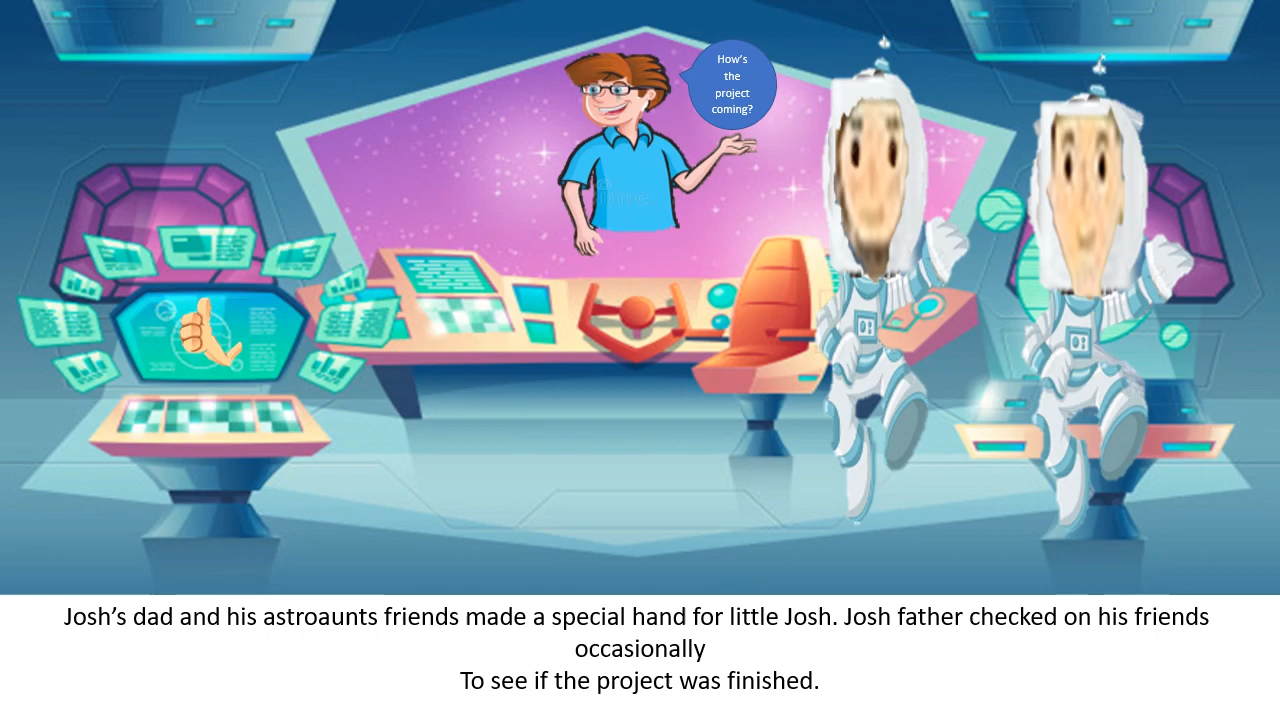 How's
the
project
coming?
Josh's dad and his astroaunts friends made a special hand for little Josh. Josh father checked on his friends
occasionally
To see if the project was finished.